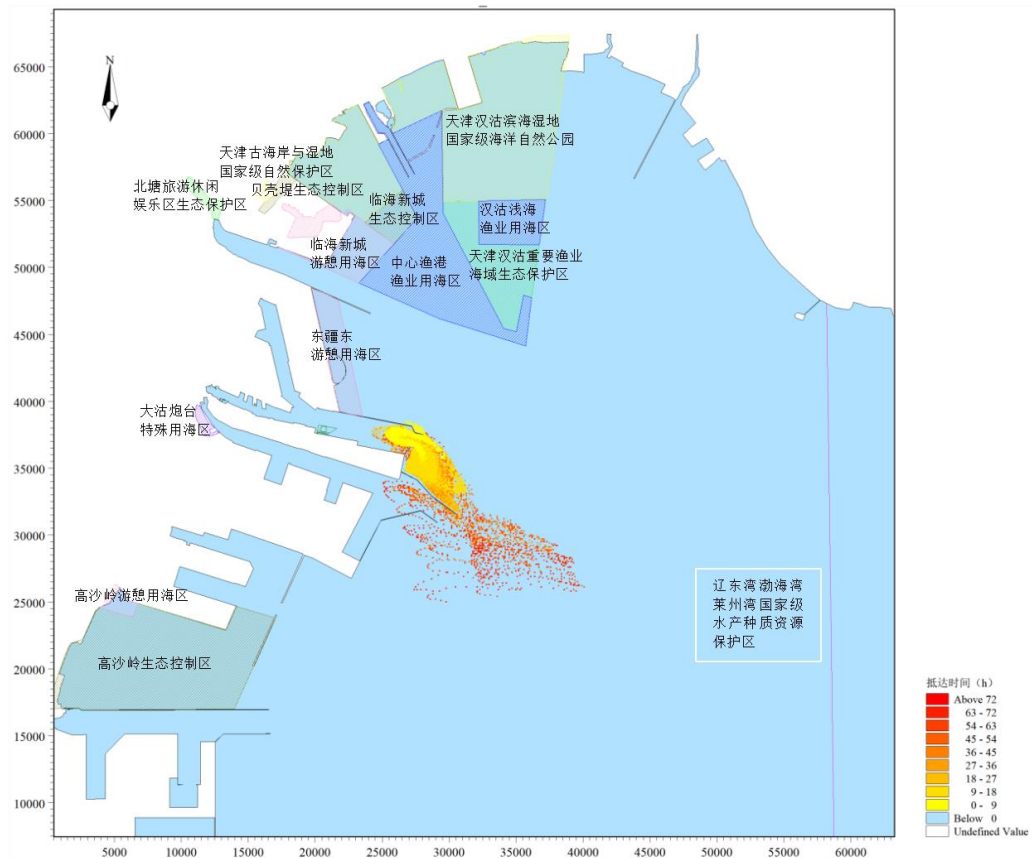 N
65000
60000
55000
50000
45000
40000
35000
30000
25000
20000
15000
10000
天津汉沽滨海湿地
国家级海洋自然公园
天津古海岸与湿地
国家级自然保护区
贝壳堤生态控制区
北塘旅游休闲
娱乐区生态保护区
临海新城
生态控制区
汉沽浅海
渔业用海区
临海新城
游憩用海区
中心渔港
渔业用海区
天津汉沽重要渔业
海域生态保护区
东疆东
游憩用海区
大沽炮台
特殊用海区
高沙岭游憩用海区
高沙岭生态控制区
辽东湾渤海湾
莱州湾国家级
水产种质资源
保护区
抵达时间（h）
Above 72
63 - 72
54 - 63
45 - 54
36 - 45
27 - 36
18 - 27
9 - 18
0 - 9
Below 0
Undefined Value
5000 10000 15000 20000 25000 30000 35000 40000 45000 50000 55000 60000